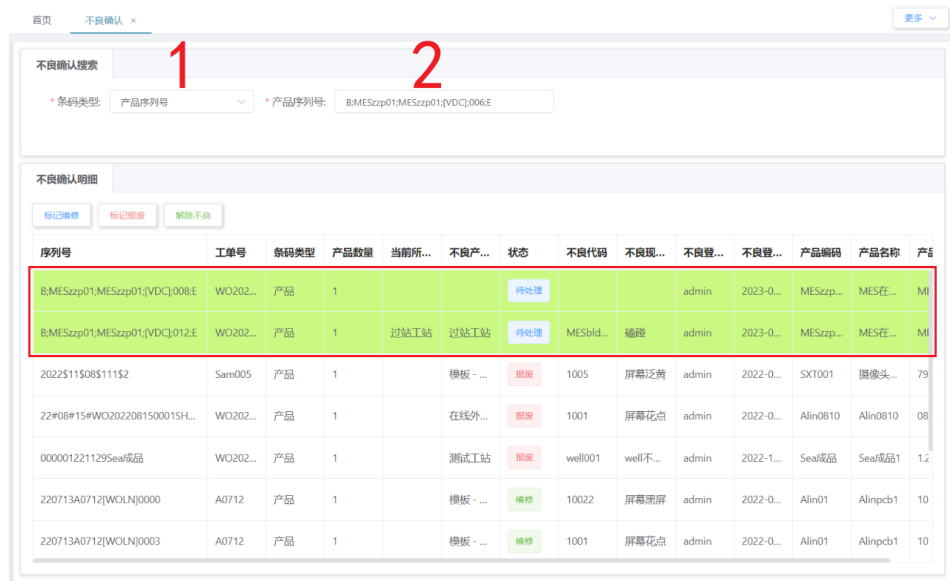 首页 不良确认 × 更多
1 2
不良确认搜索
* 条码类型: 产品序列号 * 产品序列号: B;MESzzp01;MESzzp01;[VDC];006;E
不良确认明细
标记维修 标记报废 解除不良
序列号 工单号 条码类型 产品数量 当前所... 不良产... 状态 不良代码 不良现... 不良登... 不良登... 产品编码 产品名称 产品
B;MESzzp01;MESzzp01;[VDC];008;E WO202... 产品 1 待处理 admin 2023-0... MESzzp... MES在... ME
B;MESzzp01;MESzzp01;[VDC];012;E WO202... 产品 1 过站工站 过站工站 待处理 MESbld... 磕碰 admin 2023-0... MESzzp... MES在... ME
2022$11$08$111$2 Sam005 产品 1 模板 - ... 报废 1005 屏幕泛黄 admin 2022-0... SXT001 摄像头... 79
22#08#15#WO202208150001SH... WO202... 产品 1 在线外... 报废 1001 屏幕花点 admin 2022-0... Alin0810 Alin0810 08
000001221129Sea成品 WO202... 产品 1 测试工站 报废 well001 well不... admin 2022-1... Sea成品 Sea成品1 1.2
220713A0712[WOLN]0000 A0712 产品 1 模板 - ... 维修 10022 屏幕黑屏 admin 2022-0... Alin01 Alinpcb1 10
220713A0712[WOLN]0003 A0712 产品 1 模板 - ... 维修 1001 屏幕花点 admin 2022-0... Alin01 Alinpcb1 10